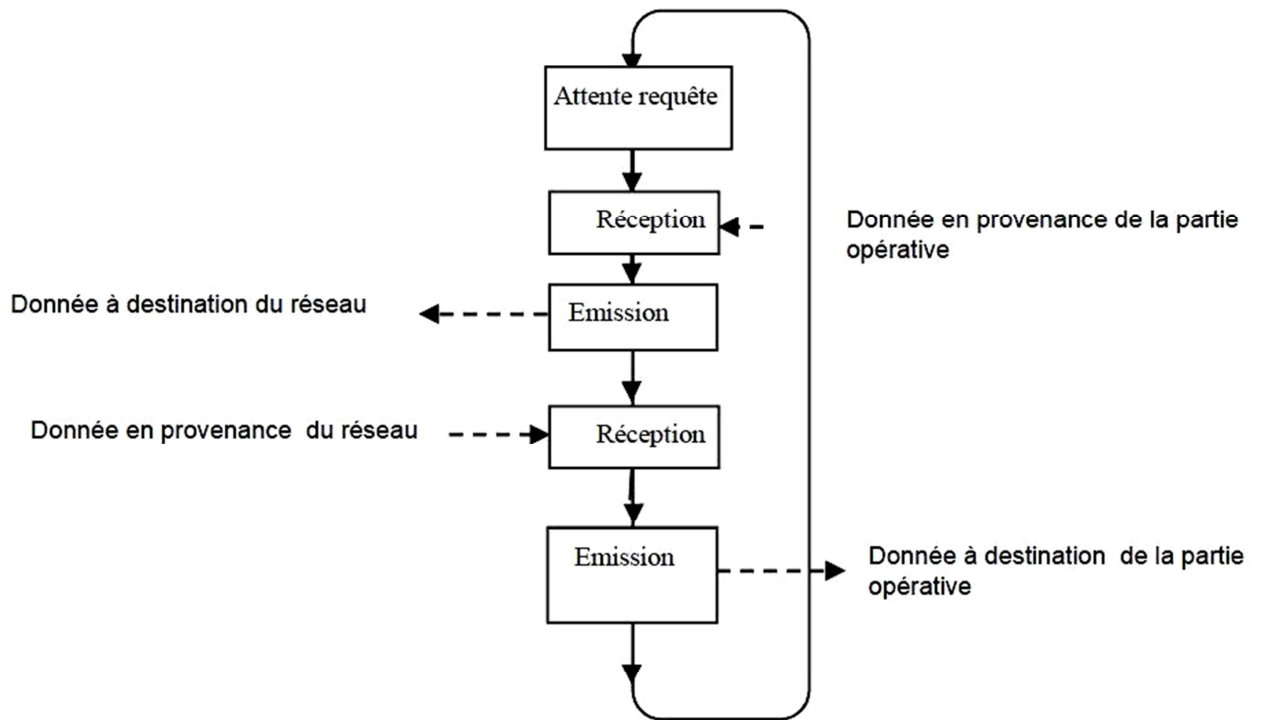 Attente requête
Réception
Donnée en provenance de la partie
opérative
Donnée à destination du réseau
Emission
Donnée en provenance du réseau
Réception
Emission
Donnée à destination de la partie
opérative